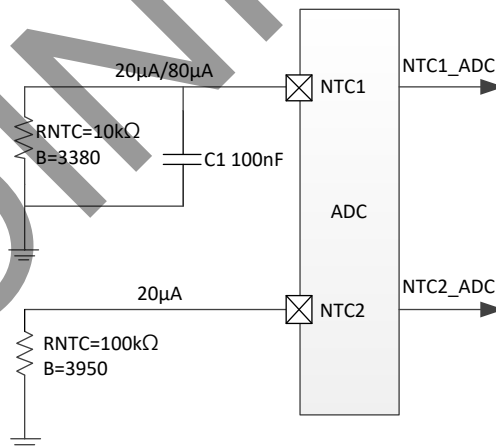 20μA/80μA
NTC1
NTC1_ADC
RNTC=10kΩ
B=3380
C1 100nF
ADC
20μA
NTC2
NTC2_ADC
RNTC=100kΩ
B=3950